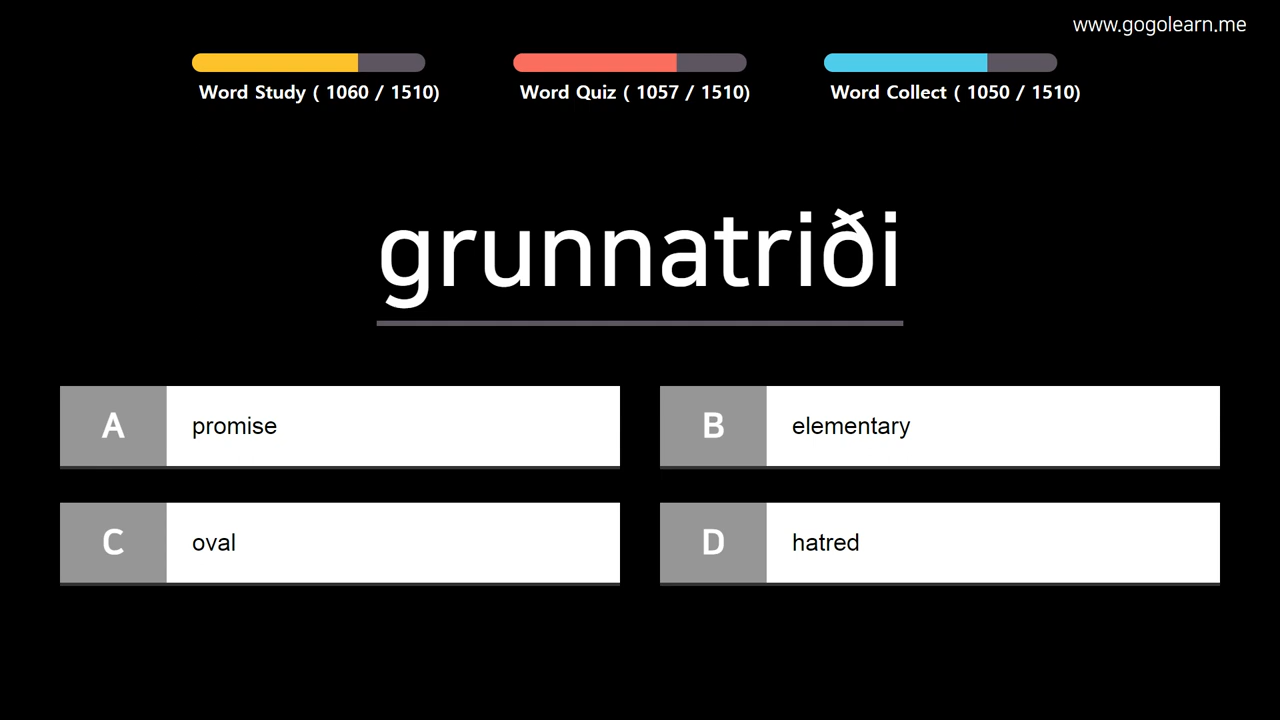 www.gogolearn.me
Word Study ( 1060 / 1510)
Word Quiz ( 1057 / 1510)
Word Collect ( 1050 / 1510)
grunnatriði
A promise
B elementary
C oval
D hatred